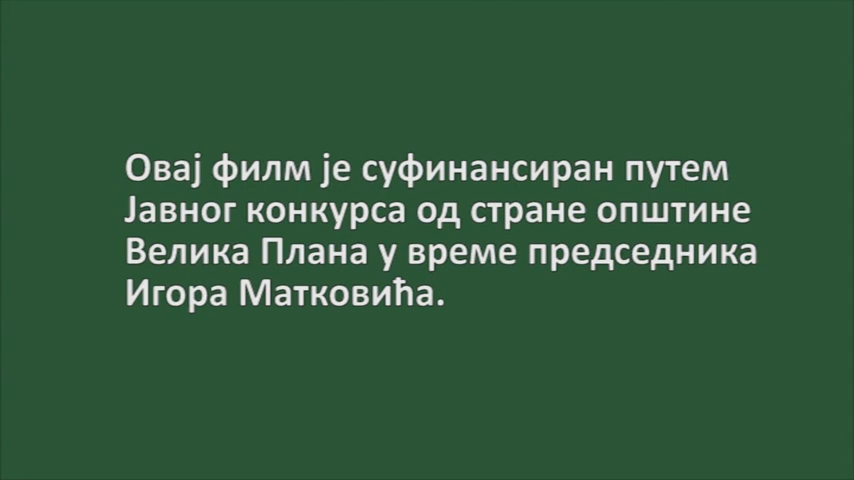 Овај филм је суфинансиран путем
Јавног конкурса од стране општине
Велика Плана у време председника
Игора Матковића.